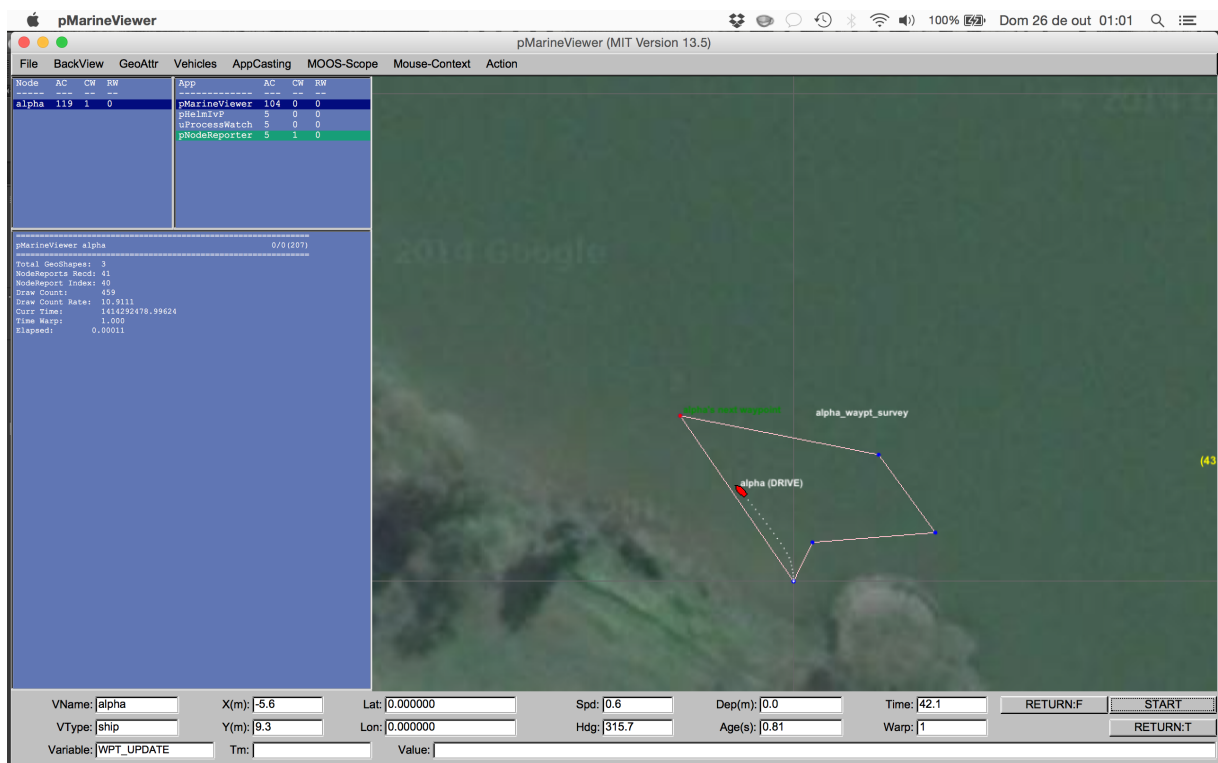 pMarineViewer 100% Dom 26 de out 01:01
pMarineViewer (MIT Version 13.5)
File BackView GeoAttr Vehicles AppCasting MOOS-Scope Mouse-Context Action
Node AC CW RW
----- --- -- --
alpha 119 1 0
App AC CW RW
------------- --- -- --
pMarineViewer 104 0 0
pHelmIvP 5 0 0
uProcessWatch 5 0 0
pNodeReporter 5 1 0
pMarineViewer alpha 0/0(207)
Total GeoShapes: 3
NodeReports Recd: 41
NodeReport Index: 40
Draw Count: 459
Draw Count Rate: 10.9111
Curr Time: 1414292478.99624
Time Warp: 1.000
Elapsed: 0.00011
alpha_waypt_survey
(43
alpha (DRIVE)
VName: alpha X(m): -5.6 Lat: 0.000000 Spd: 0.6 Dep(m): 0.0 Time: 42.1 RETURN:F START
VType: ship Y(m): 9.3 Lon: 0.000000 Hdg: 315.7 Age(s): 0.81 Warp: 1 RETURN:T
Variable: WPT_UPDATE Tm: Value: